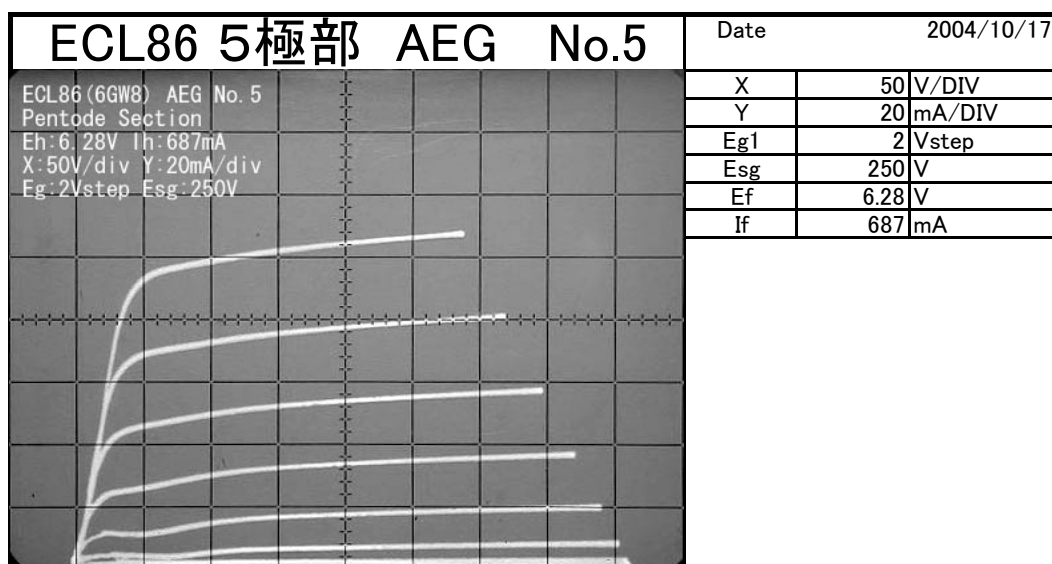 ECL86 5極部 AEG No.5
Date 2004/10/17
ECL86(6GW8) AEG No.5
Pentode Section
Eh:6.28V Ih:687mA
X:50V/div Y:20mA/div
Eg:2Vstep Esg:250V
X 50 V/DIV
Y 20 mA/DIV
Eg1 2 Vstep
Esg 250 V
Ef 6.28 V
If 687 mA